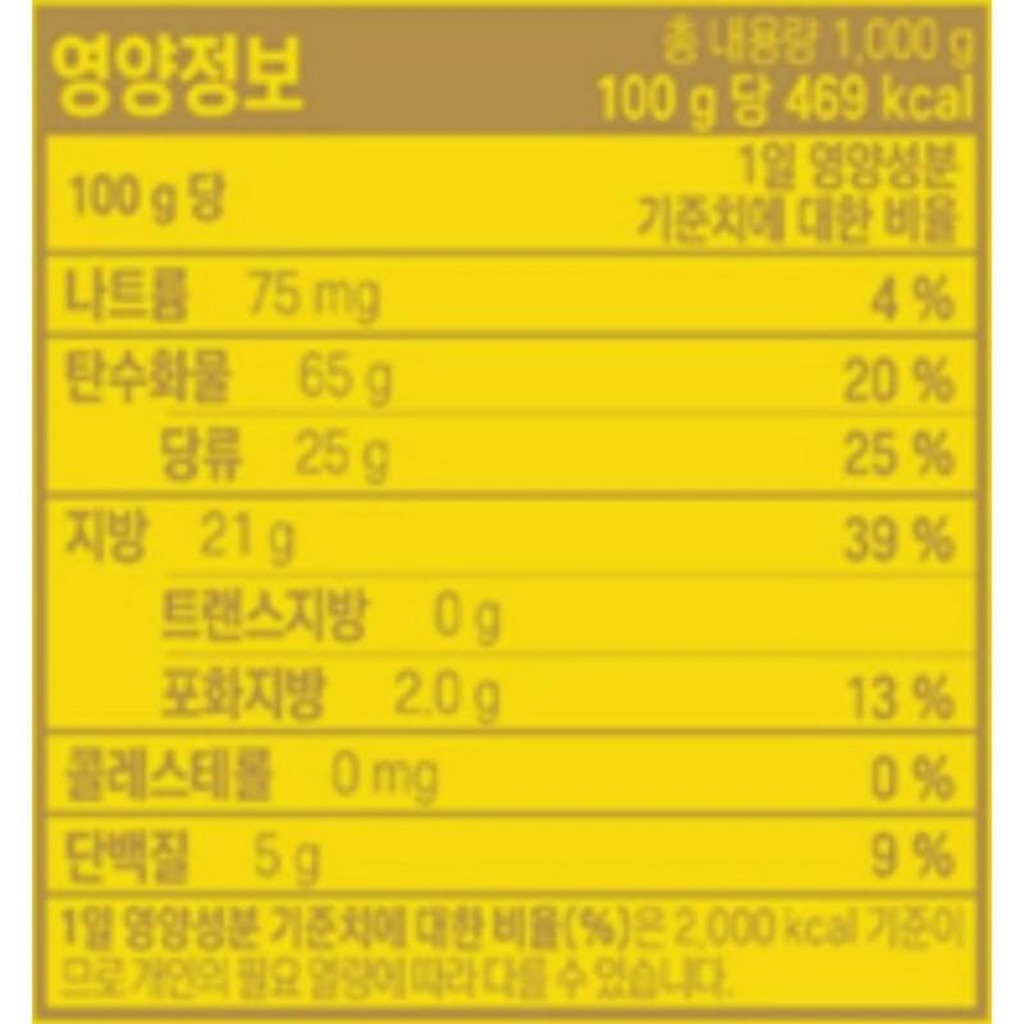 영양정보
총 내용량 1,000 g
100 g 당 469 kcal
100 g 당
1일 영양성분
기준치에 대한 비율
나트륨 75 mg 4 %
탄수화물 65 g 20 %
당류 25 g 25 %
지방 21 g 39 %
트랜스지방 0 g
포화지방 2.0 g 13 %
콜레스테롤 0 mg 0 %
단백질 5 g 9 %
1일 영양성분 기준치에 대한 비율(%)은 2,000 kcal 기준이
므로 개인의 필요 열량에 따라 다를 수 있습니다.